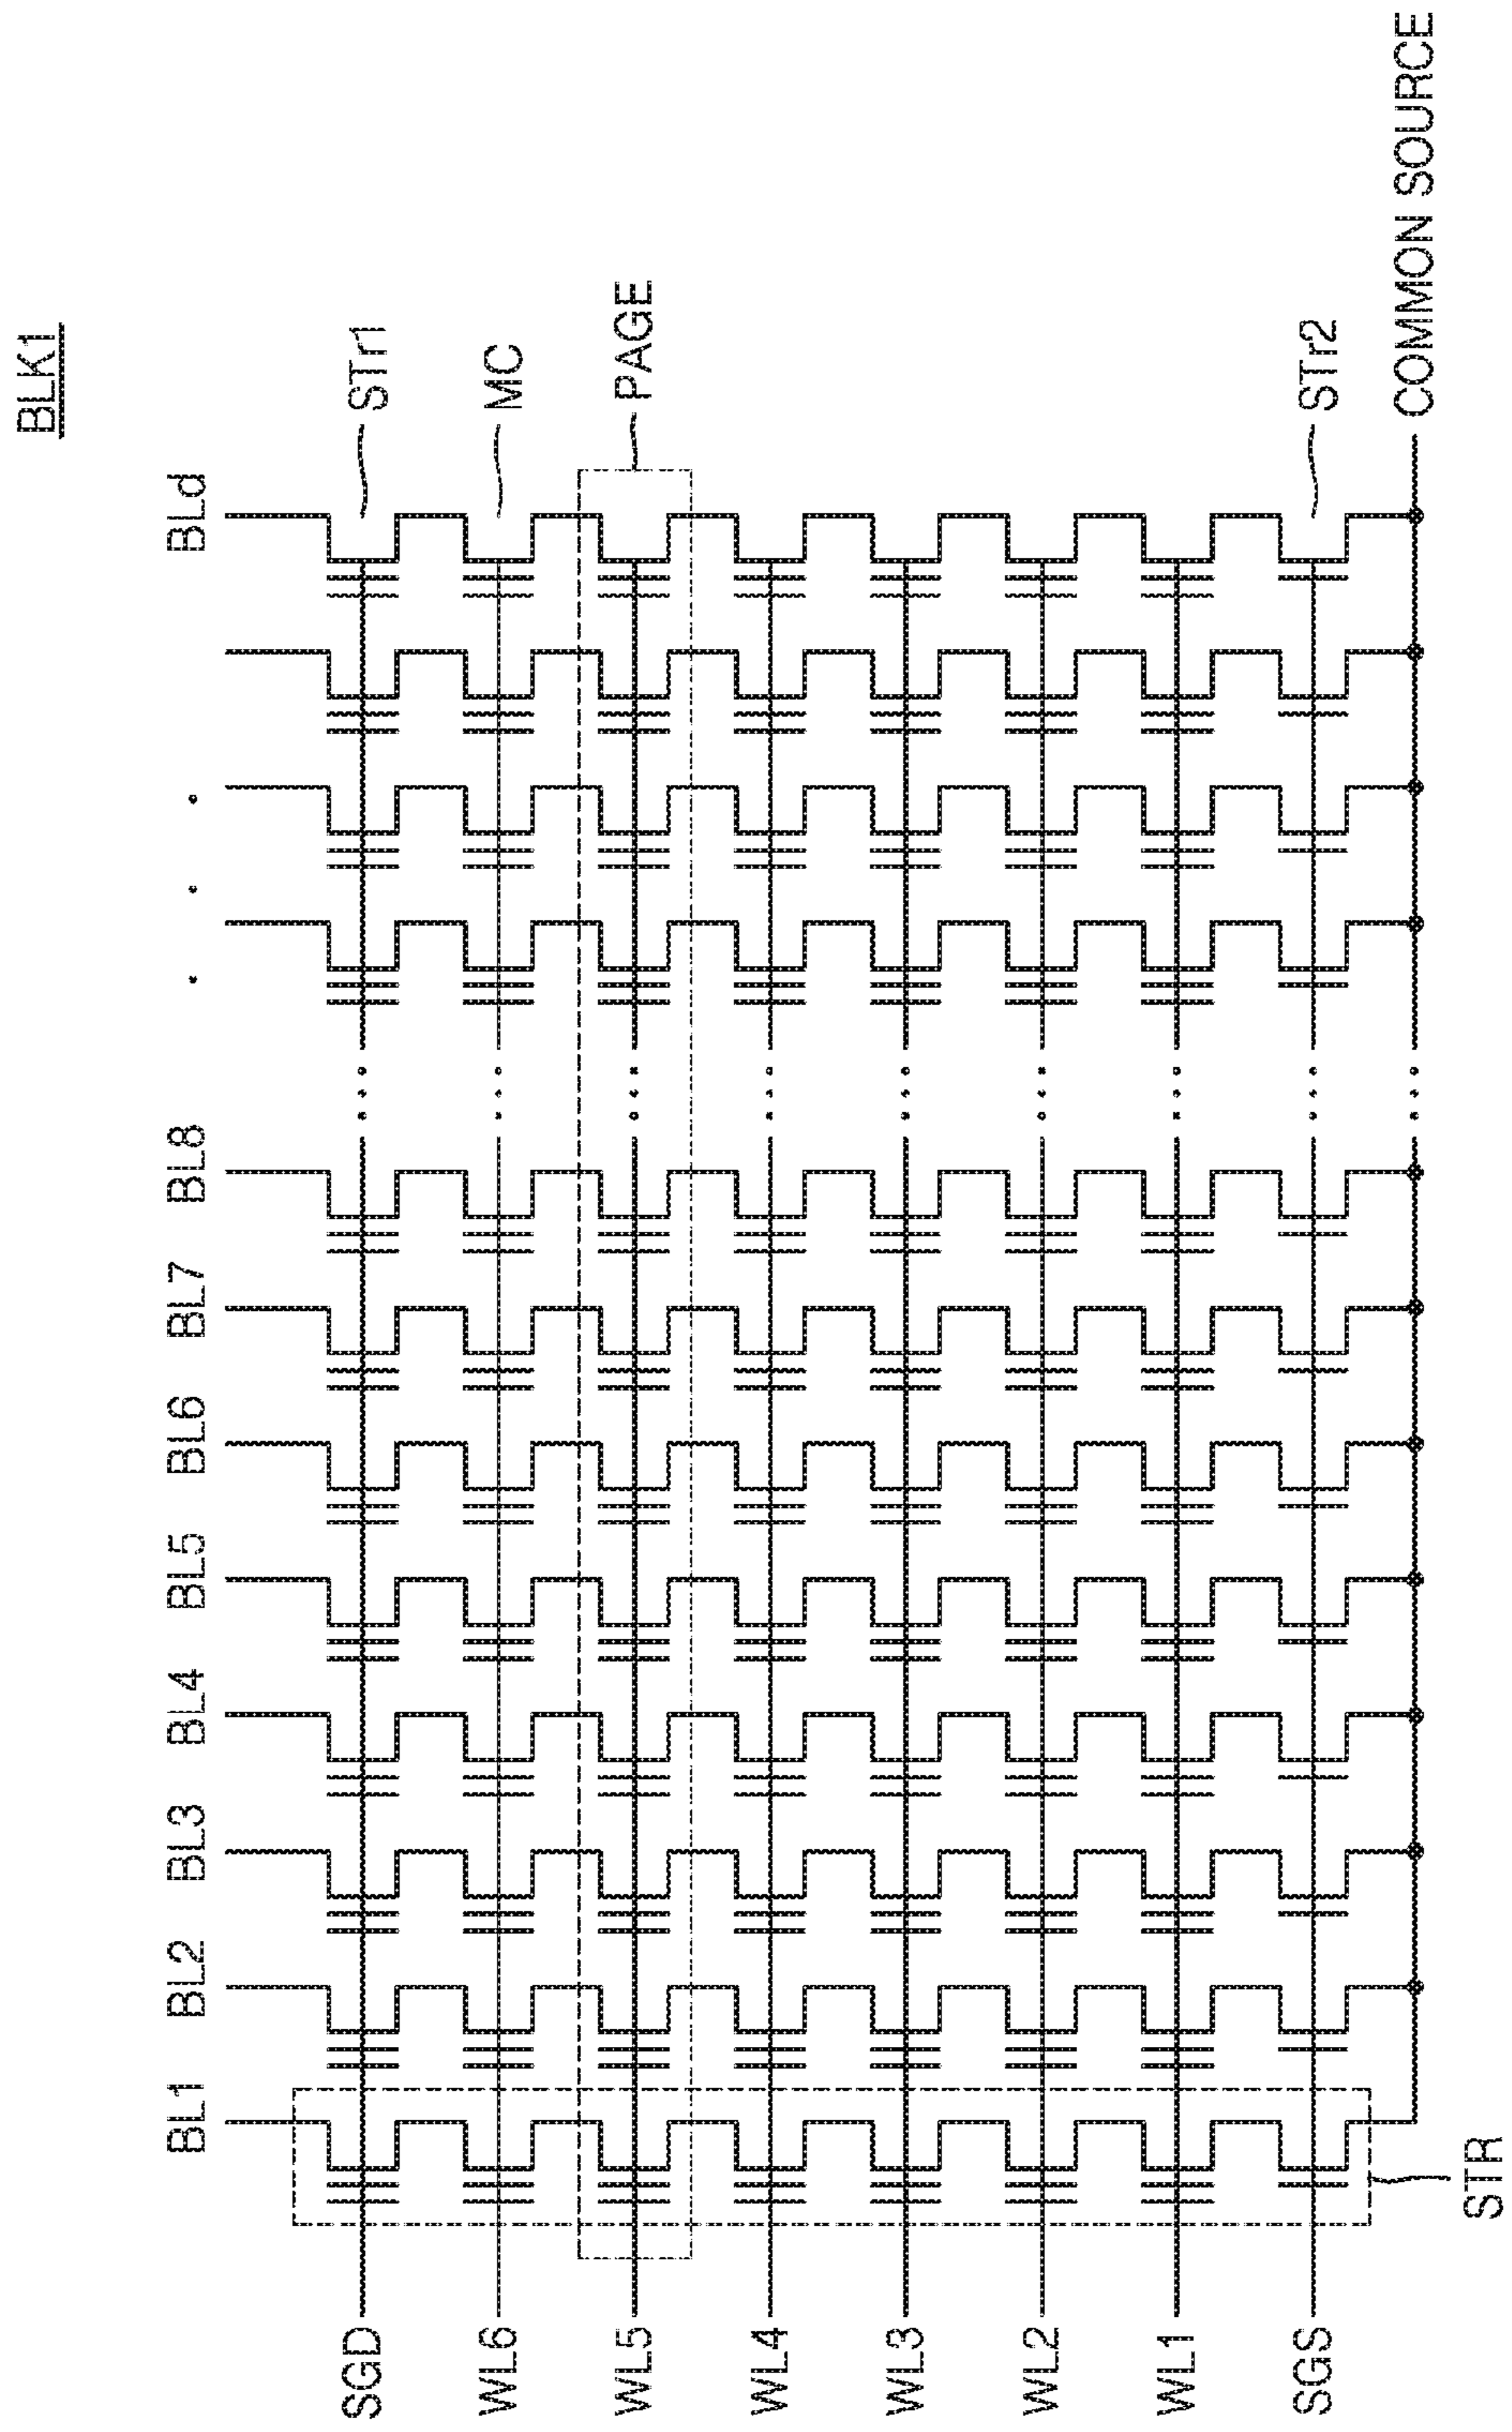 BLK1
BL1 BL2 BL3 BL4 BL5 BL6 BL7 BL8 BLd
SGD STr1
WL6 MC
WL5 PAGE
WL4
WL3
WL2
WL1
SGS STr2
COMMON SOURCE
STR